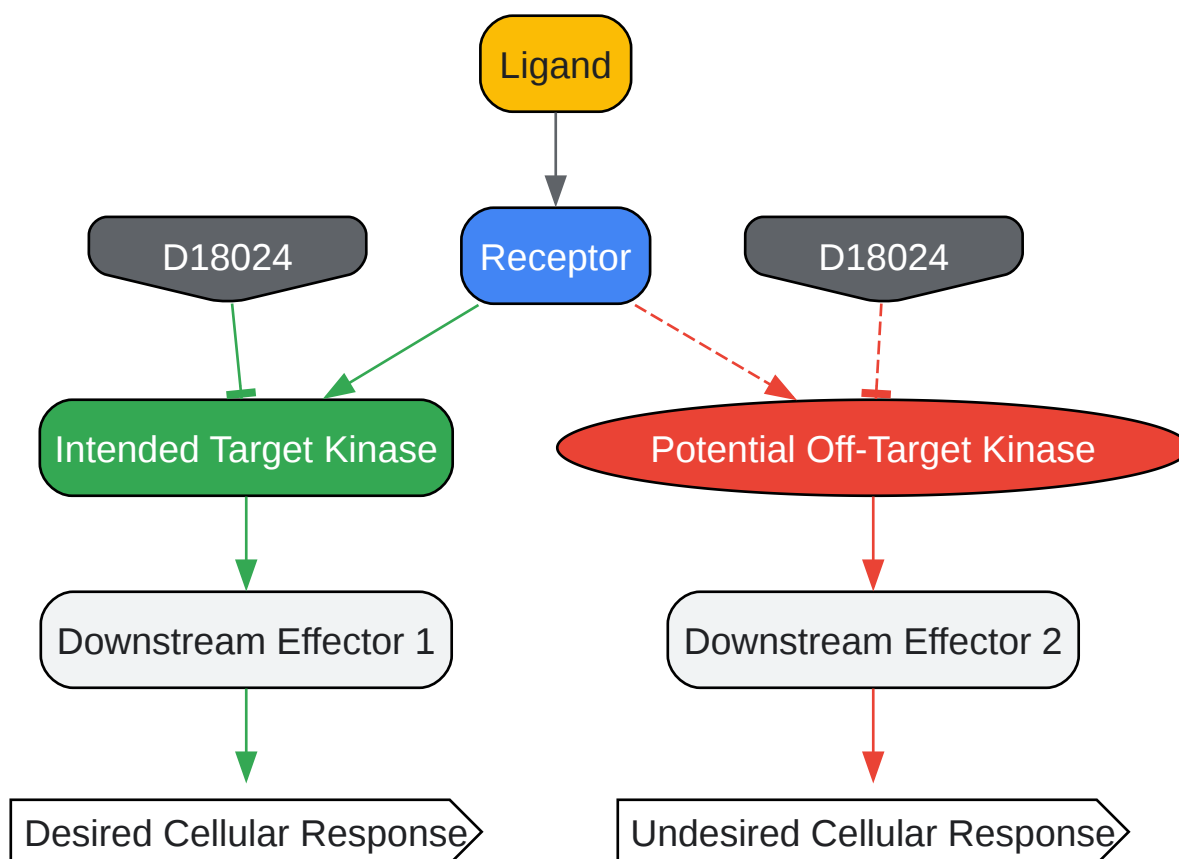 Ligand
D18024
Receptor
D18024
Intended Target Kinase
Potential Off-Target Kinase
Downstream Effector 1
Downstream Effector 2
Desired Cellular Response
Undesired Cellular Response